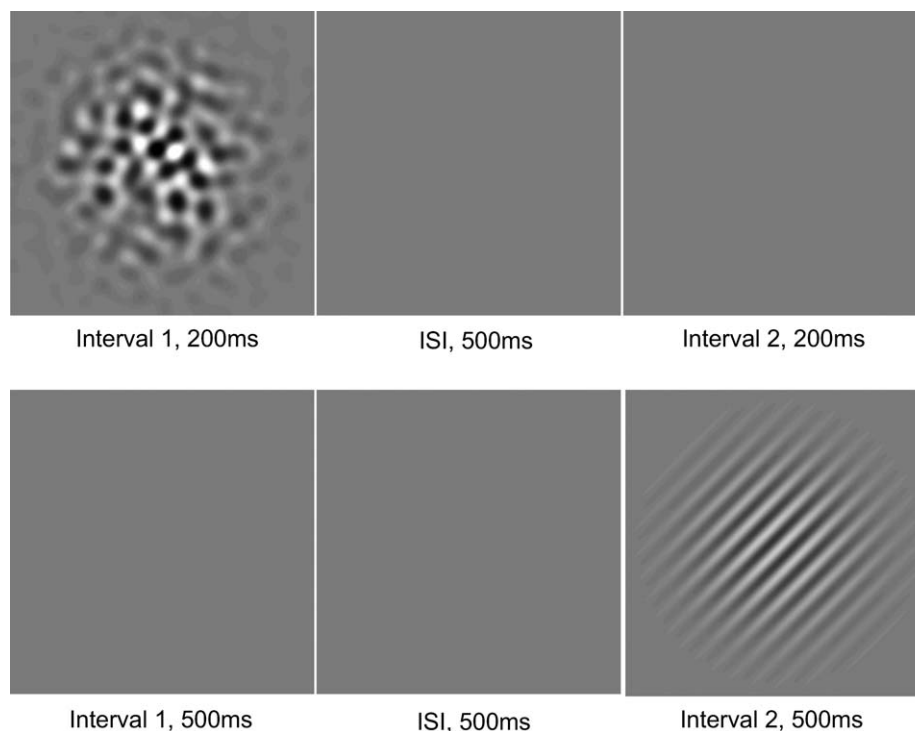 Interval 1, 200ms
ISI, 500ms
Interval 2, 200ms
Interval 1, 500ms
ISI, 500ms
Interval 2, 500ms